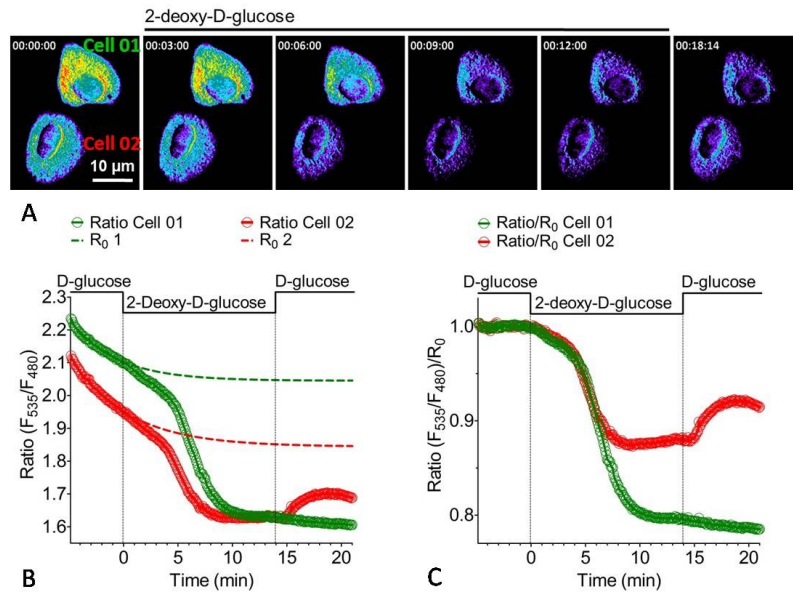 2-deoxy-D-glucose
00:00:00 Cell 01 00:03:00 00:06:00 00:09:00 00:12:00 00:18:14
Cell 02
10 µm
A
Ratio Cell 01 Ratio Cell 02
R0 1 R0 2
Ratio/R0 Cell 01
Ratio/R0 Cell 02
D-glucose D-glucose
2-Deoxy-D-glucose
2.3
2.2
2.1
2.0
1.9
1.8
1.7
1.6
Ratio (F535/F480)
0 5 10 15 20
Time (min)
B
D-glucose D-glucose
2-deoxy-D-glucose
1.0
0.9
0.8
Ratio (F535/F480)/R0
0 5 10 15 20
Time (min)
C